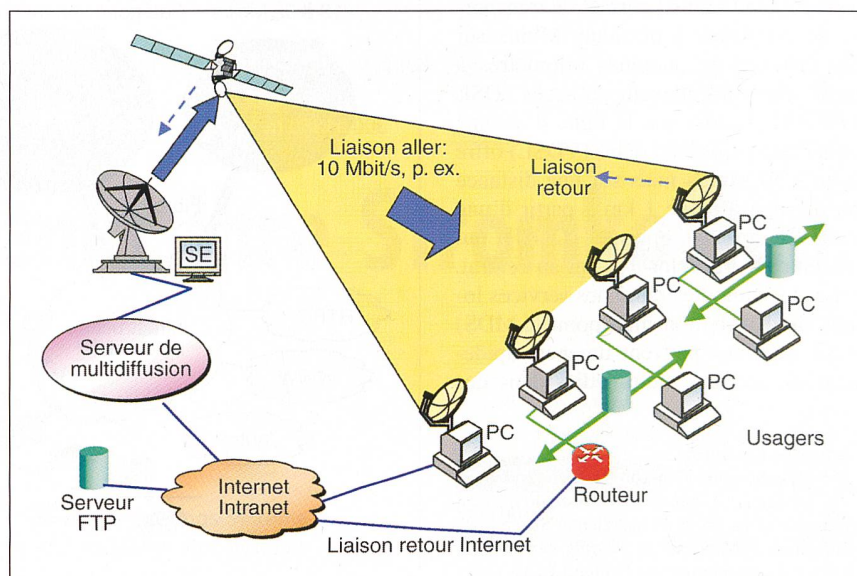 Liaison aller:
10 Mbit/s, p. ex.
Liaison
retour
PC
SE
PC
PC
Serveur de
multidiffusion
PC
PC
PC
Usagers
Internet
Intranet
Serveur
FTP
Routeur
Liaison retour Internet